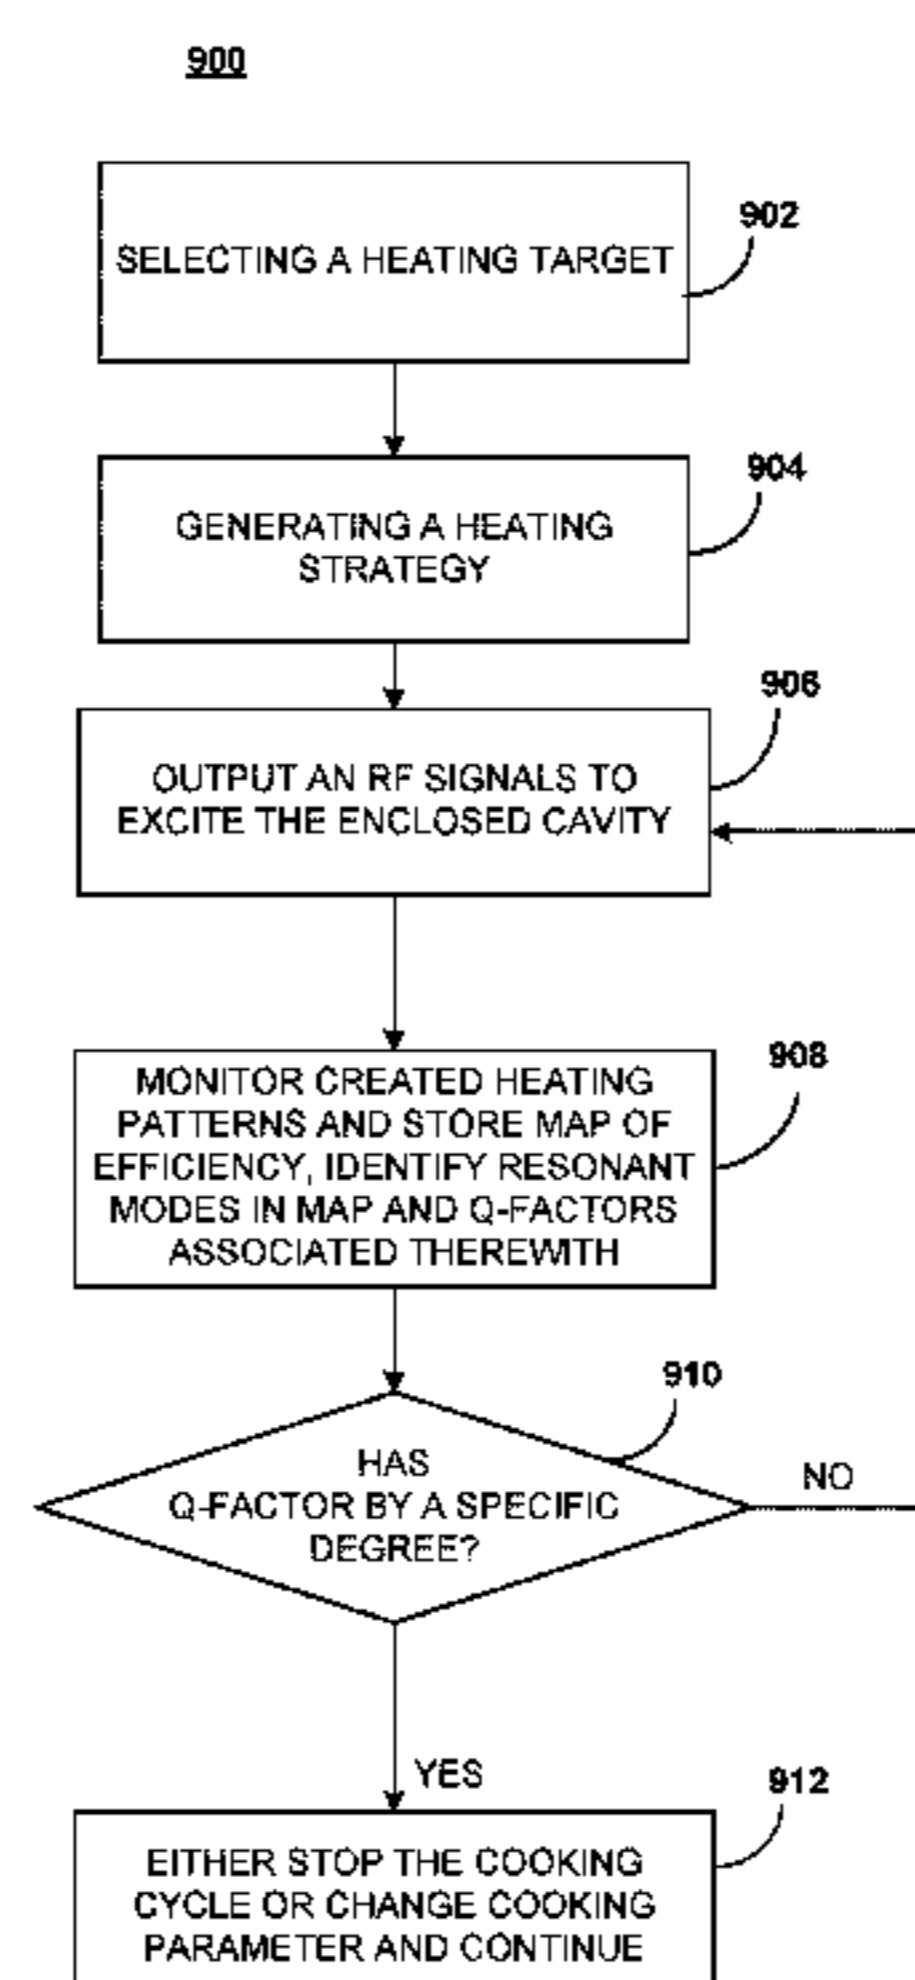 900
902
SELECTING A HEATING TARGET
904
GENERATING A HEATING
STRATEGY
906
OUTPUT AN RF SIGNALS TO
EXCITE THE ENCLOSED CAVITY
908
MONITOR CREATED HEATING
PATTERNS AND STORE MAP OF
EFFICIENCY, IDENTIFY RESONANT
MODES IN MAP AND Q-FACTORS
ASSOCIATED THEREWITH
910
HAS
Q-FACTOR BY A SPECIFIC
DEGREE?
NO
YES
912
EITHER STOP THE COOKING
CYCLE OR CHANGE COOKING
PARAMETER AND CONTINUE